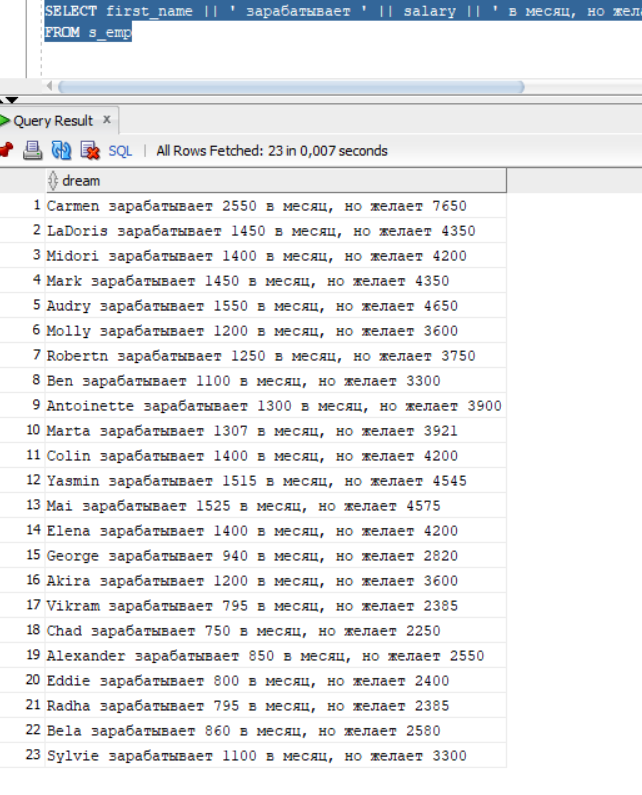 SELECT first_name || ' зарабатывает ' || salary || ' в месяц, но
FROM s_emp
Query Result x
SQL | All Rows Fetched: 23 in 0,007 seconds
dream
1 Carmen зарабатывает 2550 в месяц, но желает 7650
2 LaDoris зарабатывает 1450 в месяц, но желает 4350
3 Midori зарабатывает 1400 в месяц, но желает 4200
4 Mark зарабатывает 1450 в месяц, но желает 4350
5 Audry зарабатывает 1550 в месяц, но желает 4650
6 Molly зарабатывает 1200 в месяц, но желает 3600
7 Robertn зарабатывает 1250 в месяц, но желает 3750
8 Ben зарабатывает 1100 в месяц, но желает 3300
9 Antoinette зарабатывает 1300 в месяц, но желает 3900
10 Marta зарабатывает 1307 в месяц, но желает 3921
11 Colin зарабатывает 1400 в месяц, но желает 4200
12 Yasmin зарабатывает 1515 в месяц, но желает 4545
13 Mai зарабатывает 1525 в месяц, но желает 4575
14 Elena зарабатывает 1400 в месяц, но желает 4200
15 George зарабатывает 940 в месяц, но желает 2820
16 Akira зарабатывает 1200 в месяц, но желает 3600
17 Vikram зарабатывает 795 в месяц, но желает 2385
18 Chad зарабатывает 750 в месяц, но желает 2250
19 Alexander зарабатывает 850 в месяц, но желает 2550
20 Eddie зарабатывает 800 в месяц, но желает 2400
21 Radha зарабатывает 795 в месяц, но желает 2385
22 Bela зарабатывает 860 в месяц, но желает 2580
23 Sylvie зарабатывает 1100 в месяц, но желает 3300